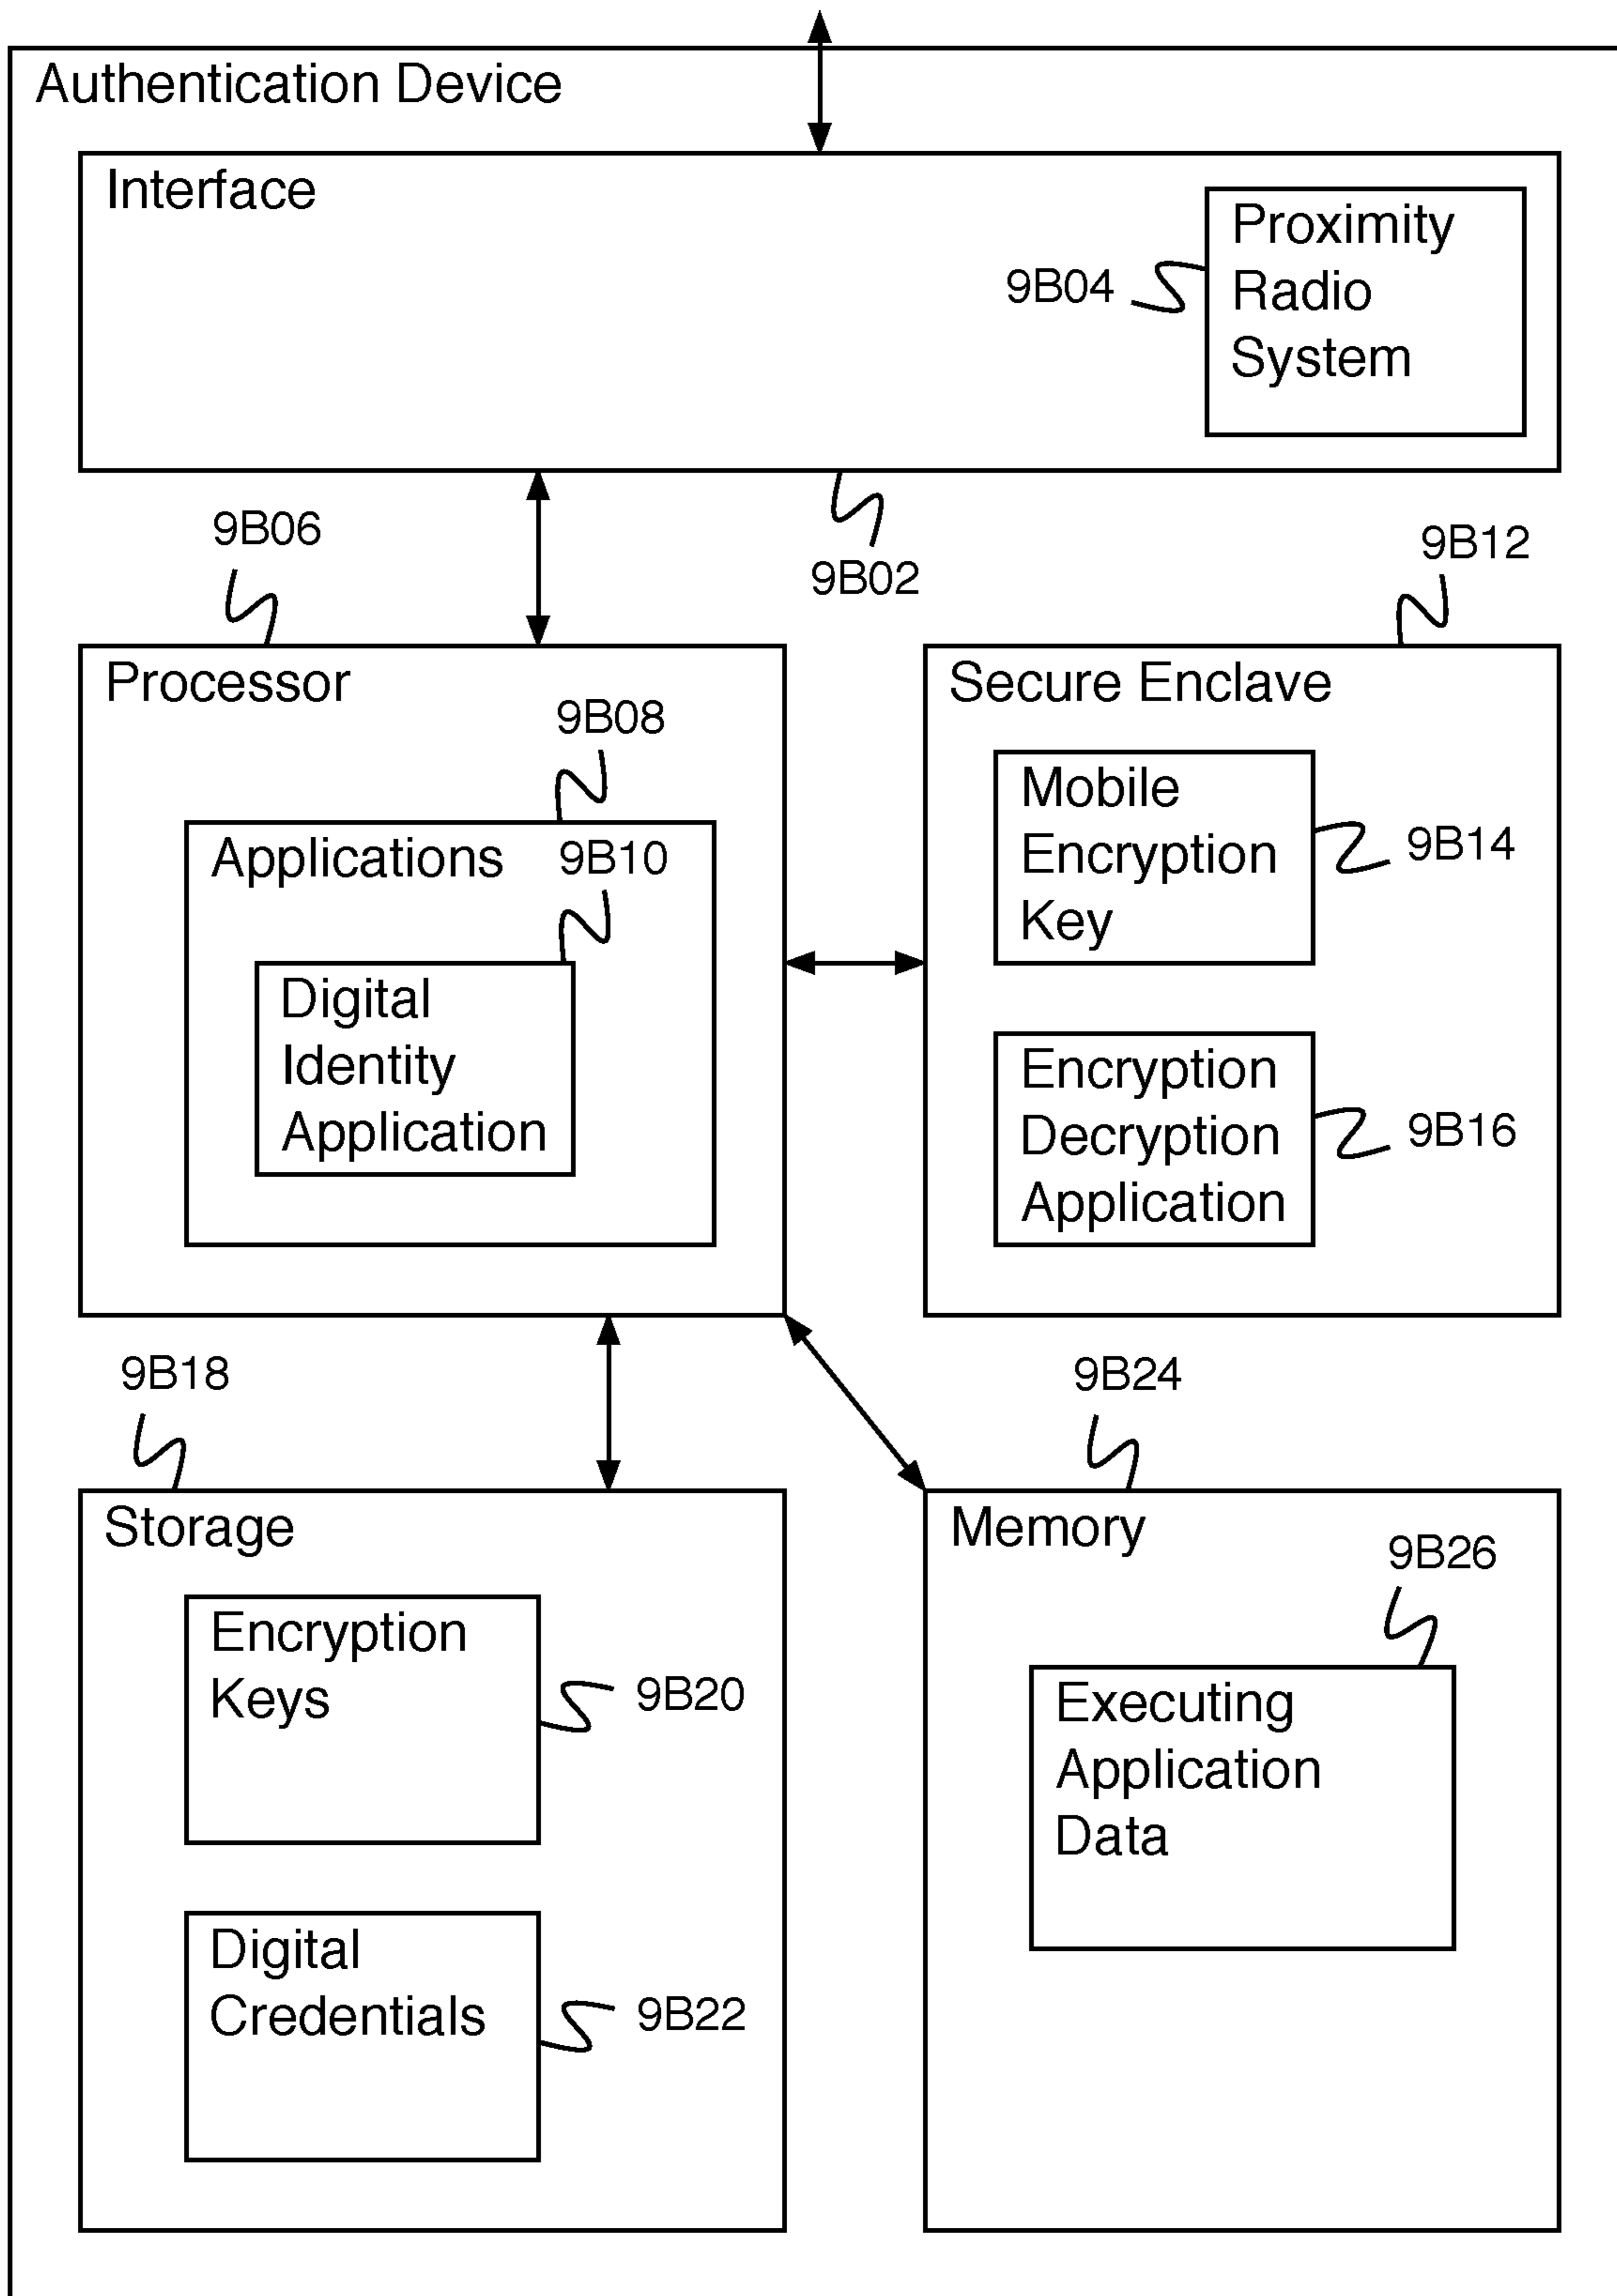 Authentication Device
Interface
Proximity
Radio
System
9B04
9B02
9B06
Processor
9B08
Applications
9B10
Digital
Identity
Application
9B12
Secure Enclave
Mobile
Encryption
Key
9B14
Encryption
Decryption
Application
9B16
9B18
Storage
Encryption
Keys
9B20
Digital
Credentials
9B22
9B24
Memory
9B26
Executing
Application
Data